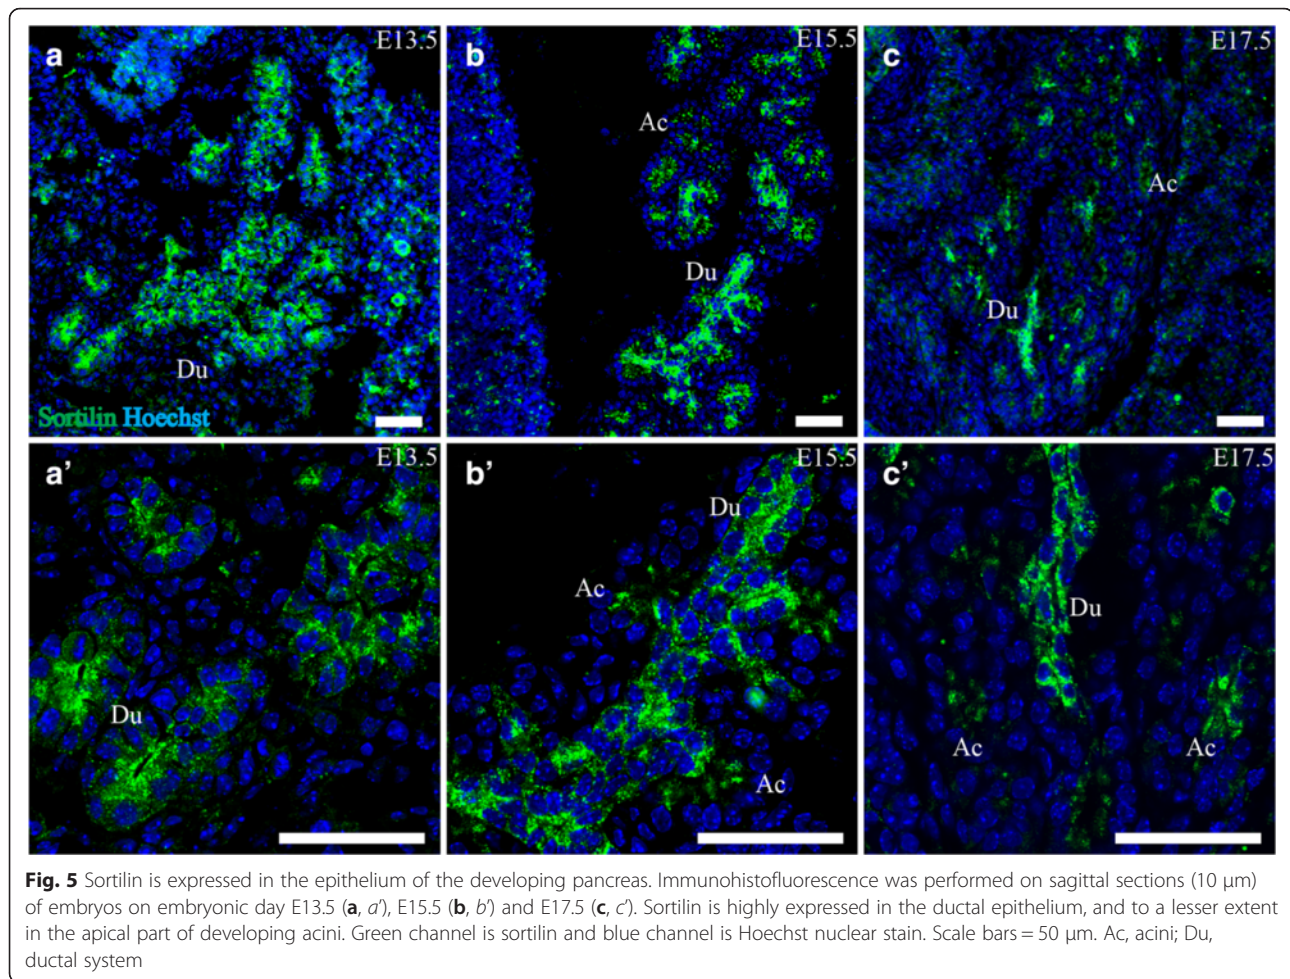 a
E13.5
b
E15.5
c
E17.5
Ac
Ac
Du
Du
Du
Sortilin Hoechst
a’
E13.5
b’
E15.5
c’
E17.5
Du
Ac
Du
Du
Ac
Ac
Ac
Fig. 5 Sortilin is expressed in the epithelium of the developing pancreas. Immunohistofluorescence was performed on sagittal sections (10 μm)
of embryos on embryonic day E13.5 (a, a’), E15.5 (b, b’) and E17.5 (c, c’). Sortilin is highly expressed in the ductal epithelium, and to a lesser extent
in the apical part of developing acini. Green channel is sortilin and blue channel is Hoechst nuclear stain. Scale bars = 50 μm. Ac, acini; Du,
ductal system